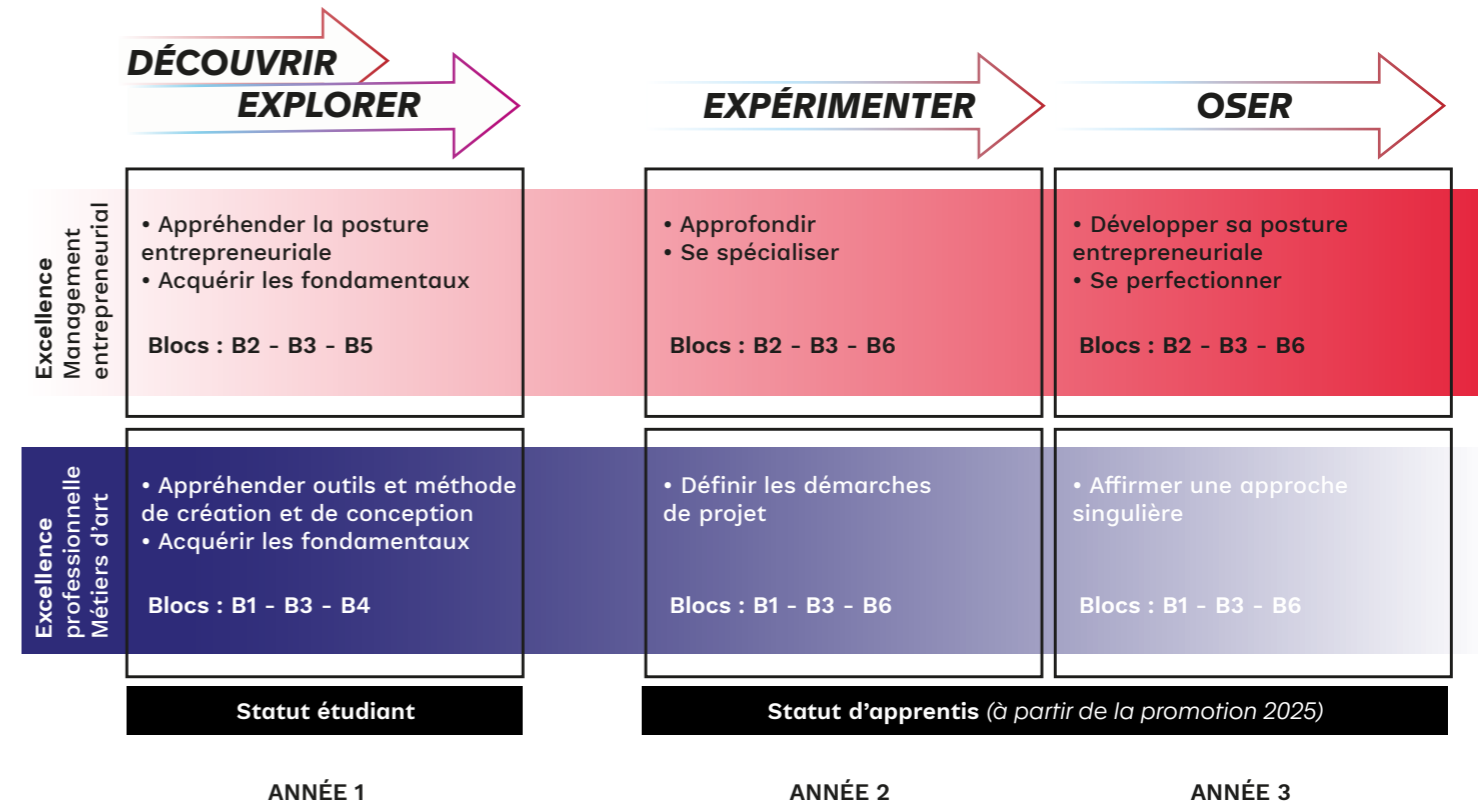 DÉCOUVRIR
EXPLORER
EXPÉRIMENTER
OSER
Excellence
Management
entrepreneurial
• Appréhender la posture
entrepreneuriale
• Acquérir les fondamentaux
Blocs : B2 - B3 - B5
• Approfondir
• Se spécialiser
Blocs : B2 - B3 - B6
• Développer sa posture
entrepreneuriale
• Se perfectionner
Blocs : B2 - B3 - B6
Excellence
professionnelle
Métiers d’art
• Appréhender outils et méthode
de création et de conception
• Acquérir les fondamentaux
Blocs : B1 - B3 - B4
• Définir les démarches
de projet
Blocs : B1 - B3 - B6
• Affirmer une approche
singulière
Blocs : B1 - B3 - B6
Statut étudiant
Statut d’apprentis (à partir de la promotion 2025)
ANNÉE 1
ANNÉE 2
ANNÉE 3